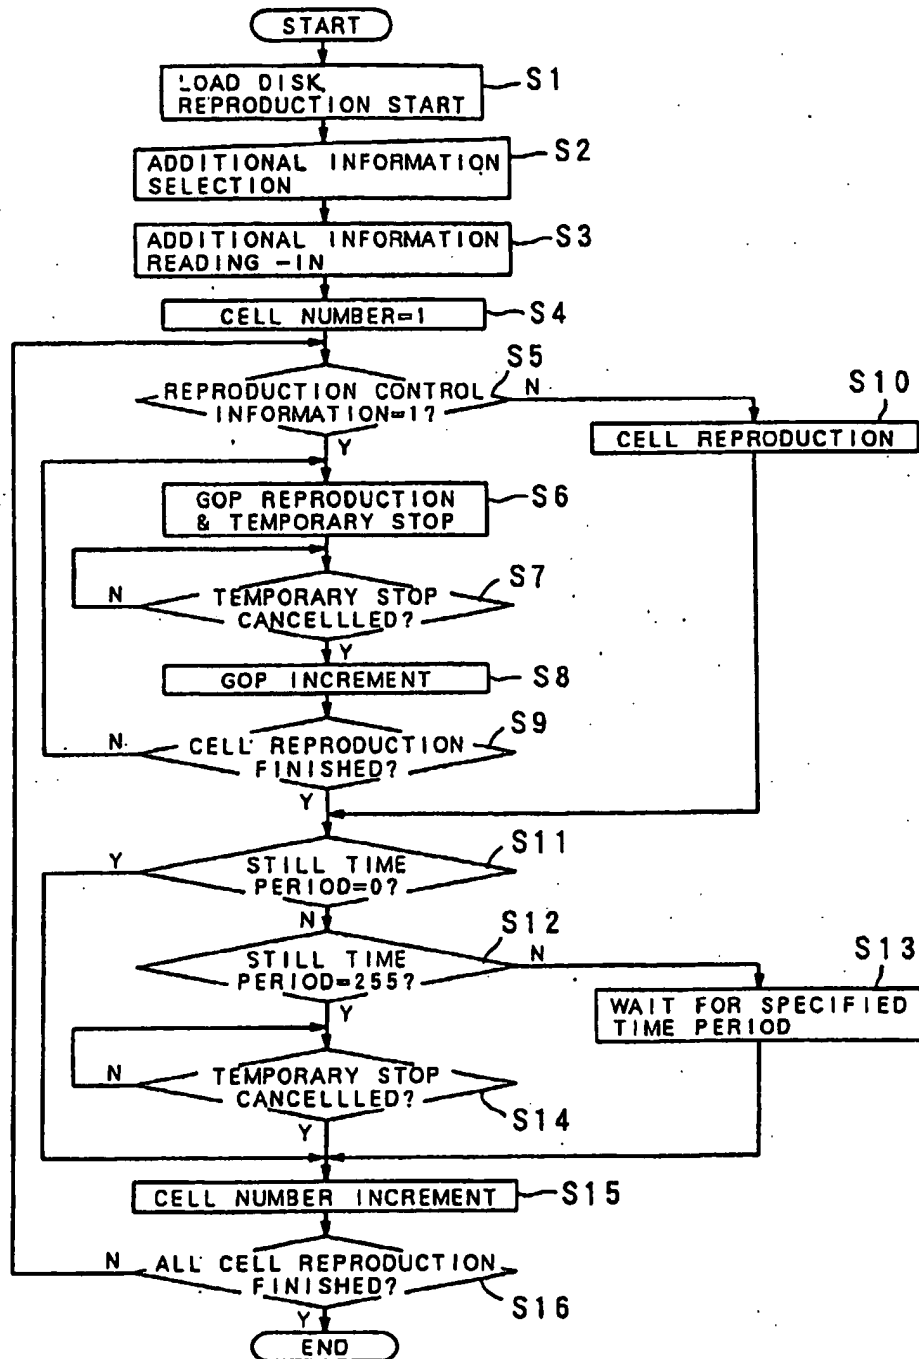 START
LOAD DISK
REPRODUCTION START
S1
ADDITIONAL INFORMATION
SELECTION
S2
ADDITIONAL INFORMATION
READING -IN
S3
CELL NUMBER=1
S4
REPRODUCTION CONTROL
INFORMATION=1?
S5
N
Y
CELL REPRODUCTION
S10
GOP REPRODUCTION
& TEMPORARY STOP
S6
TEMPORARY STOP
CANCELLLED?
S7
N
Y
GOP INCREMENT
S8
CELL REPRODUCTION
FINISHED?
S9
N
Y
STILL TIME
PERIOD=0?
S11
Y
N
STILL TIME
PERIOD=255?
S12
N
Y
WAIT FOR SPECIFIED
TIME PERIOD
S13
TEMPORARY STOP
CANCELLLED?
S14
N
Y
CELL NUMBER INCREMENT
S15
ALL CELL REPRODUCTION
FINISHED?
S16
N
Y
END